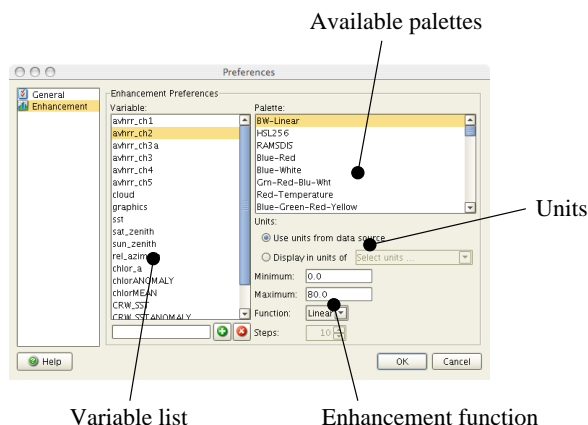 Available palettes
Preferences
General
Enhancement
Enhancement Preferences
Variable:
avhrr_ch1
avhrr_ch2
avhrr_ch3a
avhrr_ch3
avhrr_ch4
avhrr_ch5
cloud
graphics
sst
sat_zenith
sun_zenith
rel_azim
chlor_a
chlorANOMALY
chlorMEAN
CRW_SST
CRW_SSTANOMALY
Palette:
BW-Linear
HSL256
RAMSDIS
Blue-Red
Blue-White
Grn-Red-Blu-Wht
Red-Temperature
Blue-Green-Red-Yellow
Units:
Use units from data source
Display in units of Select units ...
Minimum: 0.0
Maximum: 80.0
Function: Linear
Steps: 10
Units
Help
OK
Cancel
Variable list
Enhancement function